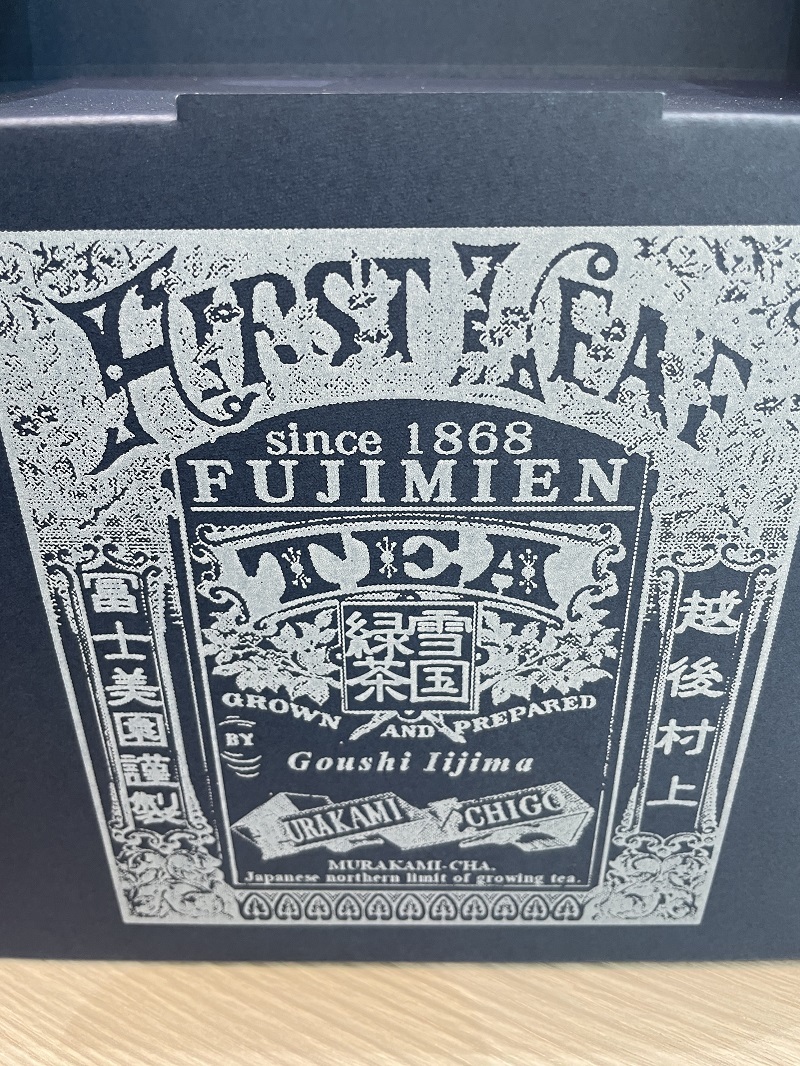 FIRST LEAF
since 1868
FUJIMIEN
TEA
雪国
緑茶
GROWN AND PREPARED
BY
Goushi Iijima
MURAKAMI ECHIGO
MURAKAMI-CHA.
Japanese northern limit of growing tea.
越後村上
富士美園謹製